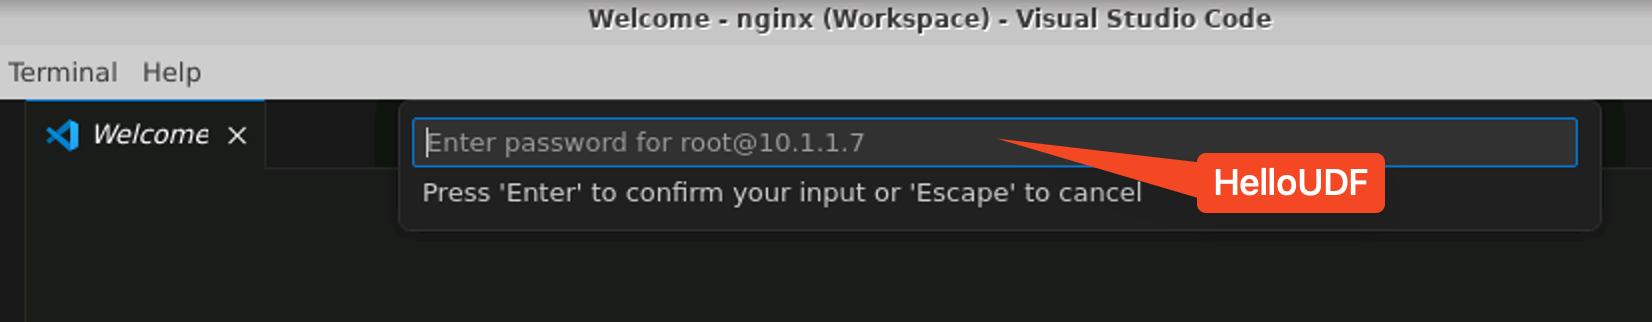 Welcome - nginx (Workspace) - Visual Studio Code
Terminal Help
Welcome
Enter password for root@10.1.1.7
HelloUDF
Press 'Enter' to confirm your input or 'Escape' to cancel